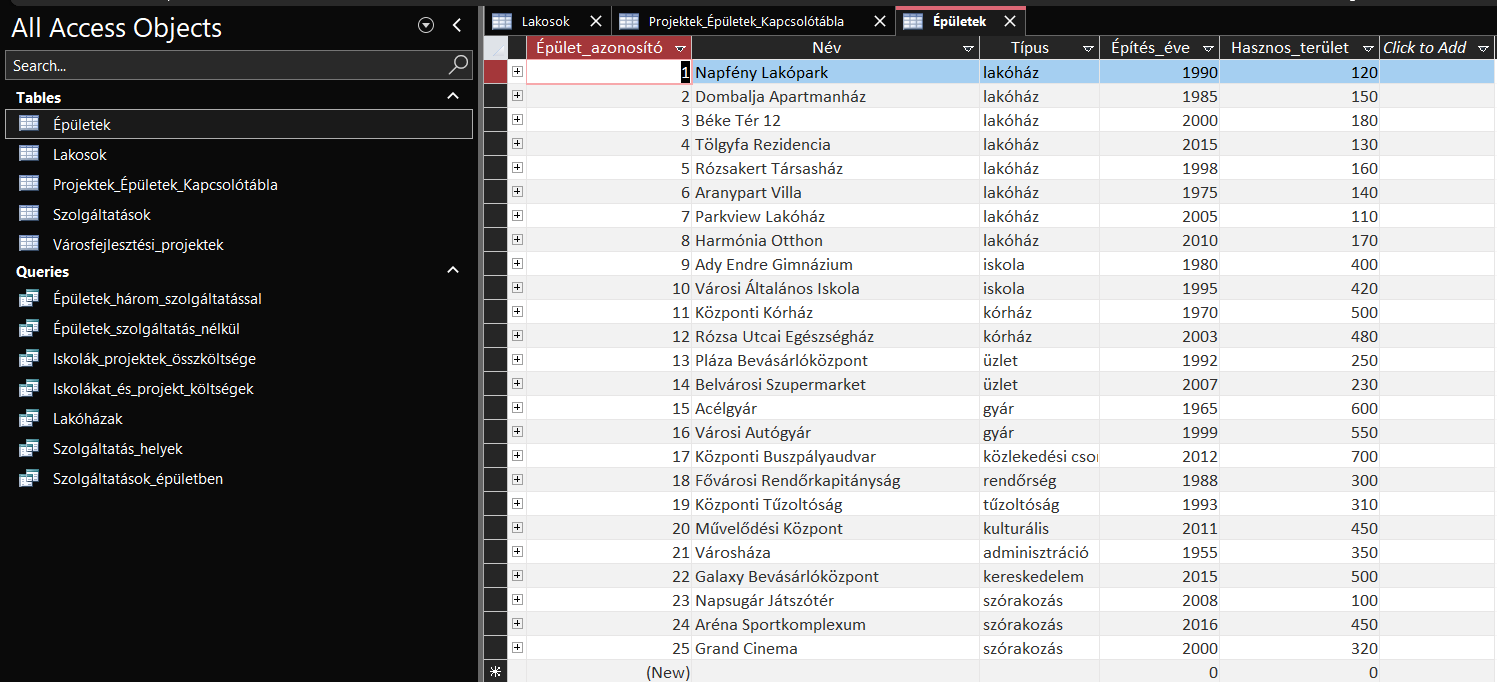 All Access Objects
Search...
Tables
Épületek
Lakosok
Projektek_Épületek_Kapcsolótábla
Szolgáltatások
Városfejlesztési_projektek
Queries
Épületek_három_szolgáltatással
Épületek_szolgáltatás_nélkül
Iskolák_projektek_összköltsége
Iskolákat_és_projekt_költségek
Lakóházak
Szolgáltatás_helyek
Szolgáltatások_épületben
Lakosok Projektek_Épületek_Kapcsolótábla Épületek
Épület_azonosító Név Típus Építés_éve Hasznos_terület Click to Add
1 Napfény Lakópark lakóház 1990 120
2 Dombalja Apartmanház lakóház 1985 150
3 Béke Tér 12 lakóház 2000 180
4 Tölgyfa Rezidencia lakóház 2015 130
5 Rózsakert Társasház lakóház 1998 160
6 Aranypart Villa lakóház 1975 140
7 Parkview Lakóház lakóház 2005 110
8 Harmónia Otthon lakóház 2010 170
9 Ady Endre Gimnázium iskola 1980 400
10 Városi Általános Iskola iskola 1995 420
11 Központi Kórház kórház 1970 500
12 Rózsa Utcai Egészségház kórház 2003 480
13 Pláza Bevásárlóközpont üzlet 1992 250
14 Belvárosi Szupermarket üzlet 2007 230
15 Acélgyár gyár 1965 600
16 Városi Autógyár gyár 1999 550
17 Központi Buszpályaudvar közlekedési 2012 700
18 Fővárosi Rendőrkapitányság rendőrség 1988 300
19 Központi Tűzoltóság tűzoltóság 1993 310
20 Művelődési Központ kulturális 2011 450
21 Városháza adminisztráció 1955 350
22 Galaxy Bevásárlóközpont kereskedelem 2015 500
23 Napsugár Játszótér szórakozás 2008 100
24 Aréna Sportkomplexum szórakozás 2016 450
25 Grand Cinema szórakozás 2000 320
(New) 0 0